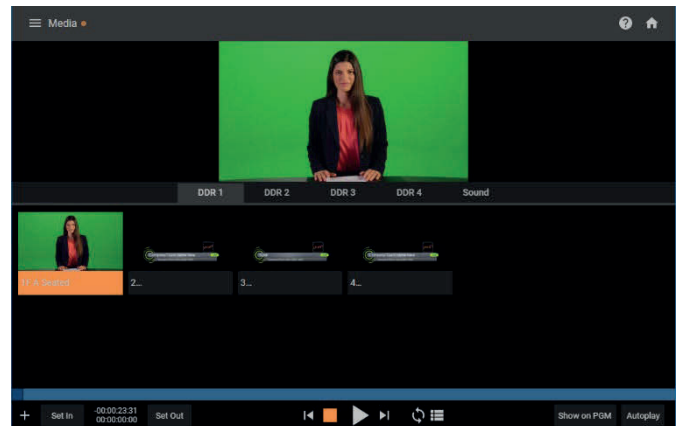 Media
DDR 1 DDR 2 DDR 3 DDR 4 Sound
1F A Seated 2... 3... 4...
+ Set In -00:00:23:31 Set Out Show on PGM Autoplay
00:00:00:00